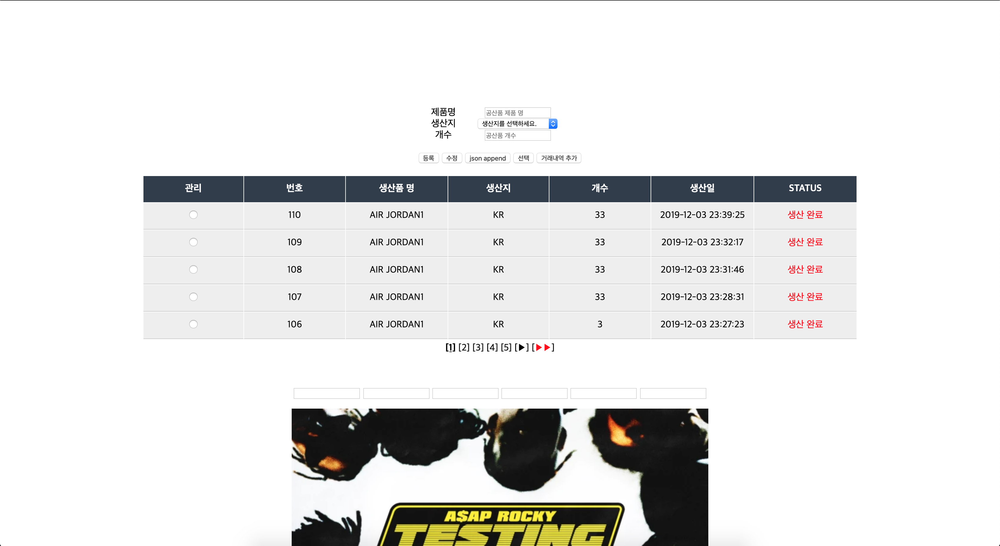 제품명 공산품 제품 명
생산지 생산지를 선택하세요.
개수 공산품 개수
등록 수정 json append 선택 거래내역 추가
관리 번호 생산품 명 생산지 개수 생산일 STATUS
110 AIR JORDAN1 KR 33 2019-12-03 23:39:25 생산 완료
109 AIR JORDAN1 KR 33 2019-12-03 23:32:17 생산 완료
108 AIR JORDAN1 KR 33 2019-12-03 23:31:46 생산 완료
107 AIR JORDAN1 KR 33 2019-12-03 23:28:31 생산 완료
106 AIR JORDAN1 KR 3 2019-12-03 23:27:23 생산 완료
[1] [2] [3] [4] [5] [▶] [▶▶]
A$AP ROCKY
TESTING